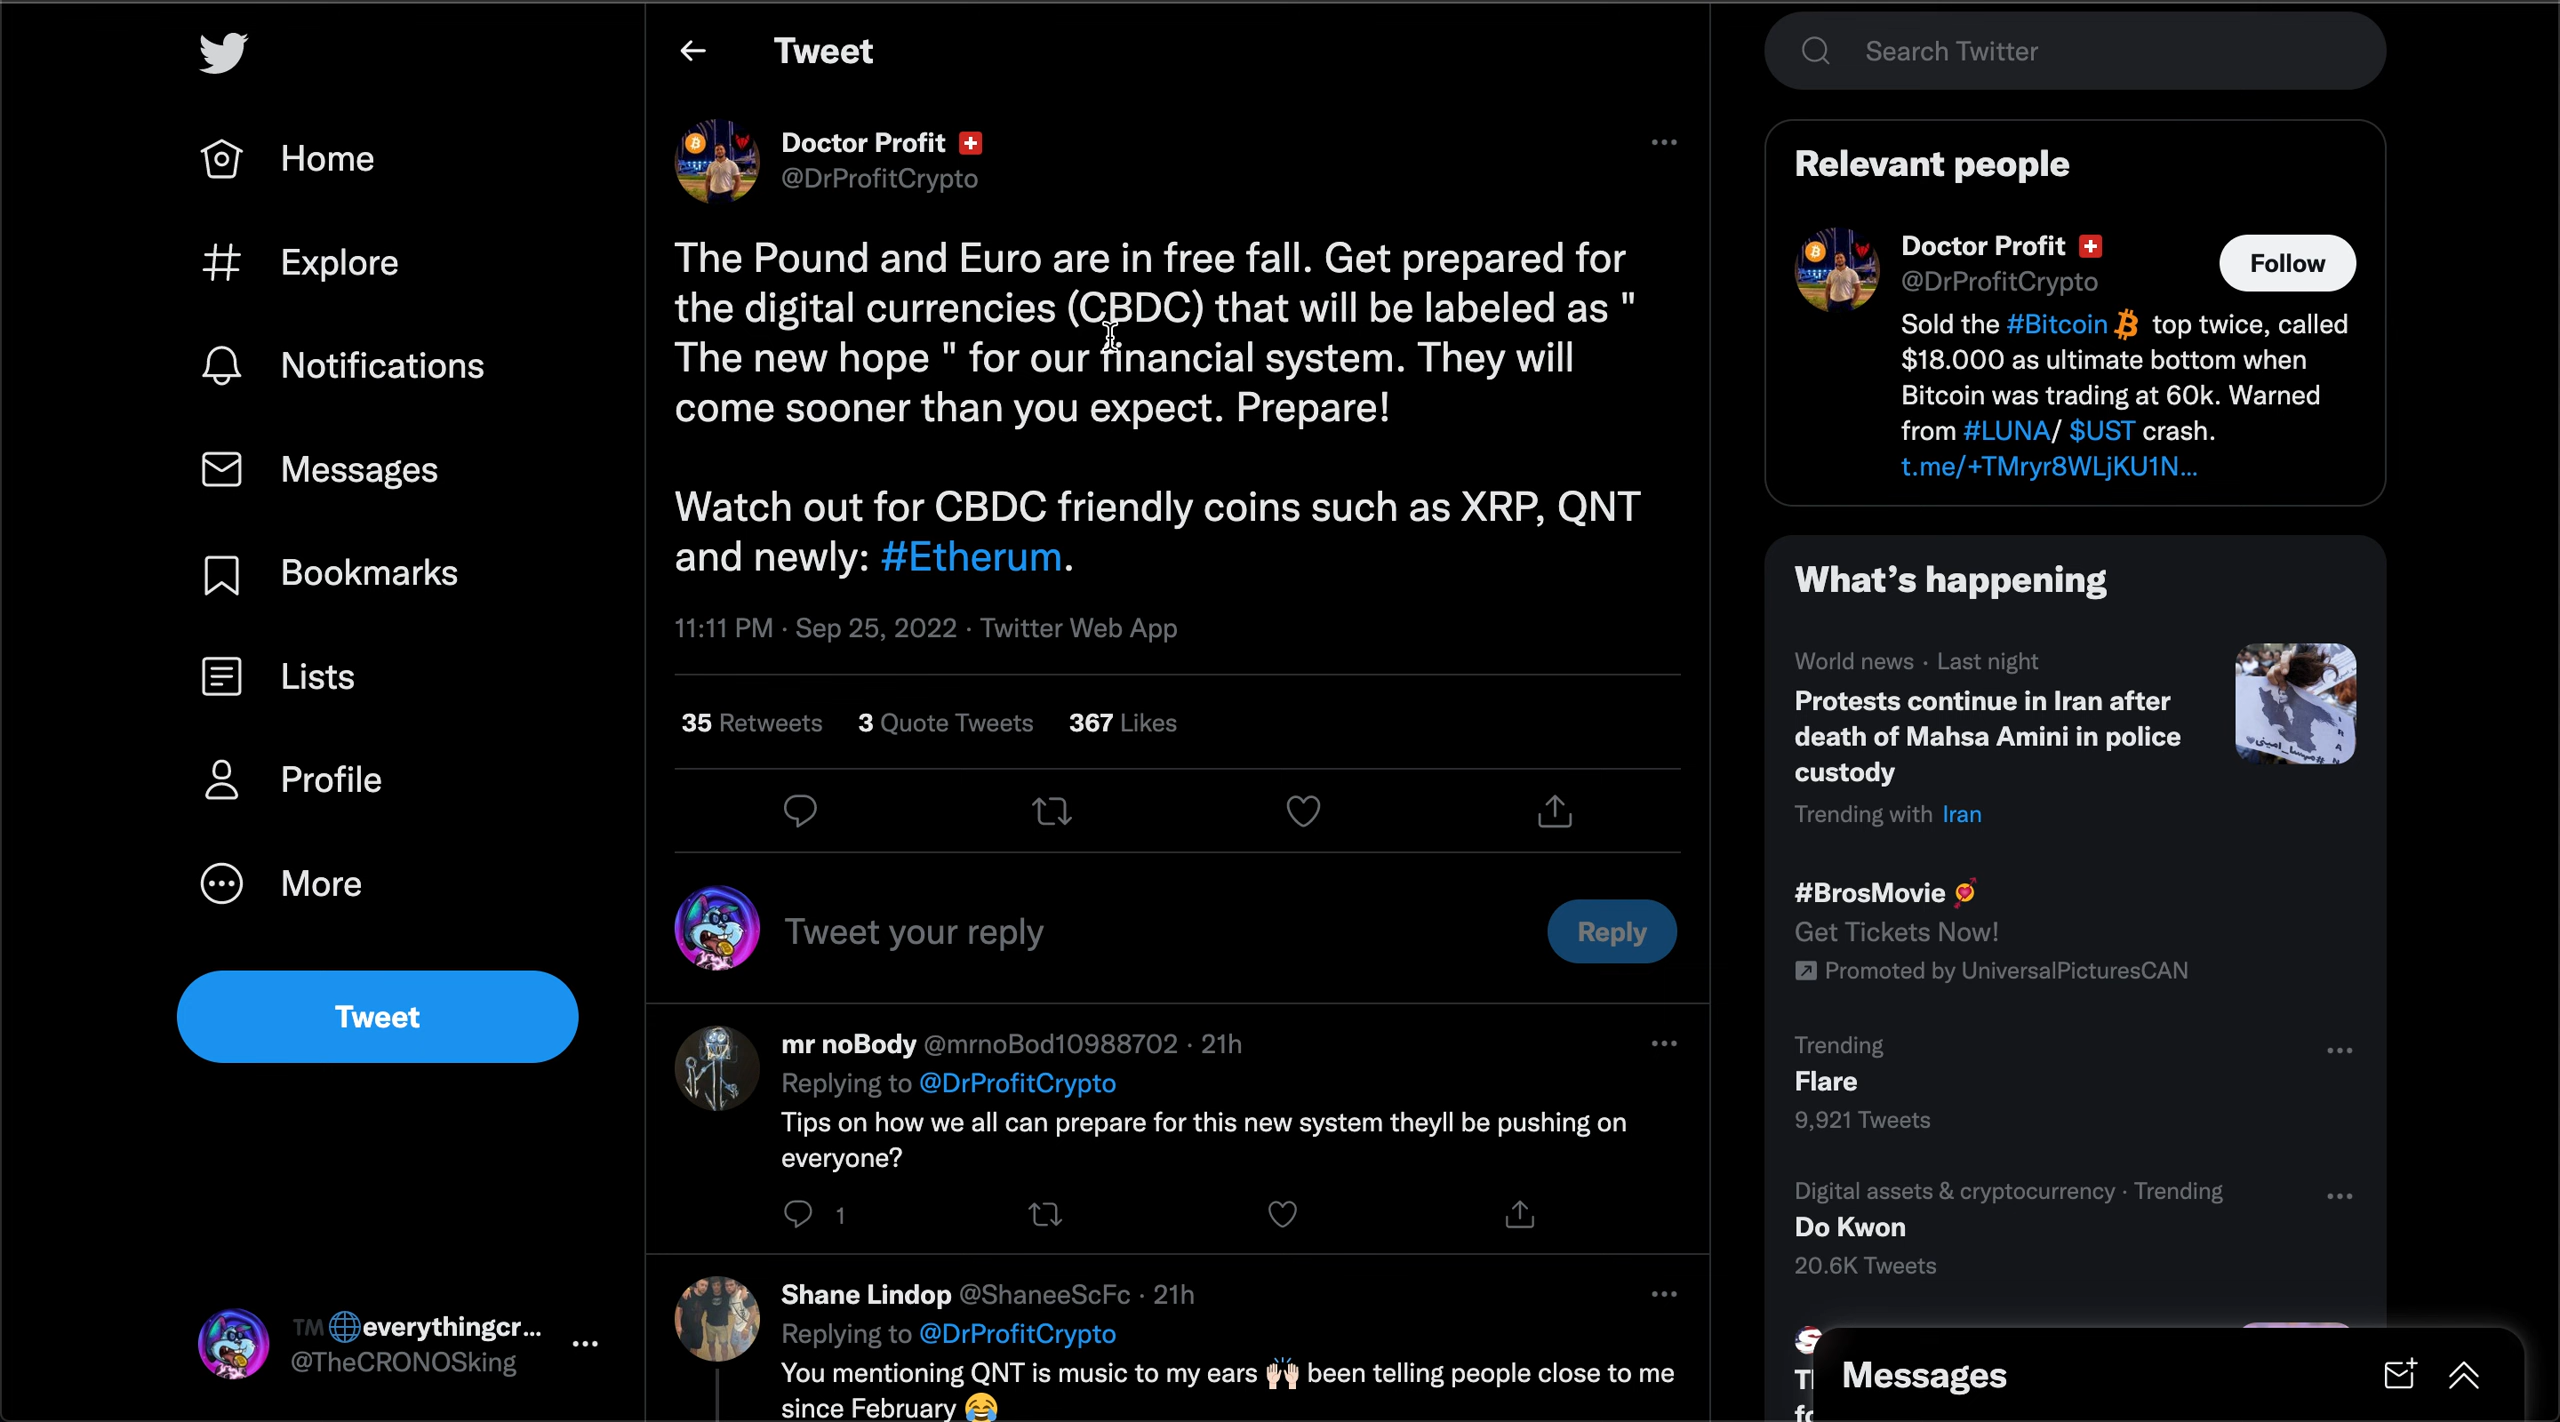 Home
Explore
Notifications
Messages
Bookmarks
Lists
Profile
More
Tweet
TM everythingcr...
@TheCRONOSking
Tweet
Doctor Profit
@DrProfitCrypto
The Pound and Euro are in free fall. Get prepared for
the digital currencies (CBDC) that will be labeled as "
The new hope " for our financial system. They will
come sooner than you expect. Prepare!
Watch out for CBDC friendly coins such as XRP, QNT
and newly: #Etherum.
11:11 PM · Sep 25, 2022 · Twitter Web App
35 Retweets 3 Quote Tweets 367 Likes
Tweet your reply
Reply
mr noBody @mrnoBod10988702 · 21h
Replying to @DrProfitCrypto
Tips on how we all can prepare for this new system theyll be pushing on
everyone?
1
Shane Lindop @ShaneeScFc · 21h
Replying to @DrProfitCrypto
You mentioning QNT is music to my ears 🙌🏻 been telling people close to me
since February 😂
Search Twitter
Relevant people
Doctor Profit
@DrProfitCrypto
Follow
Sold the #Bitcoin top twice, called
$18.000 as ultimate bottom when
Bitcoin was trading at 60k. Warned
from #LUNA/ $UST crash.
t.me/+TMryr8WLjKU1N...
What's happening
World news · Last night
Protests continue in Iran after
death of Mahsa Amini in police
custody
Trending with Iran
#BrosMovie 💘
Get Tickets Now!
Promoted by UniversalPicturesCAN
Trending
Flare
9,921 Tweets
Digital assets & cryptocurrency · Trending
Do Kwon
20.6K Tweets
Messages